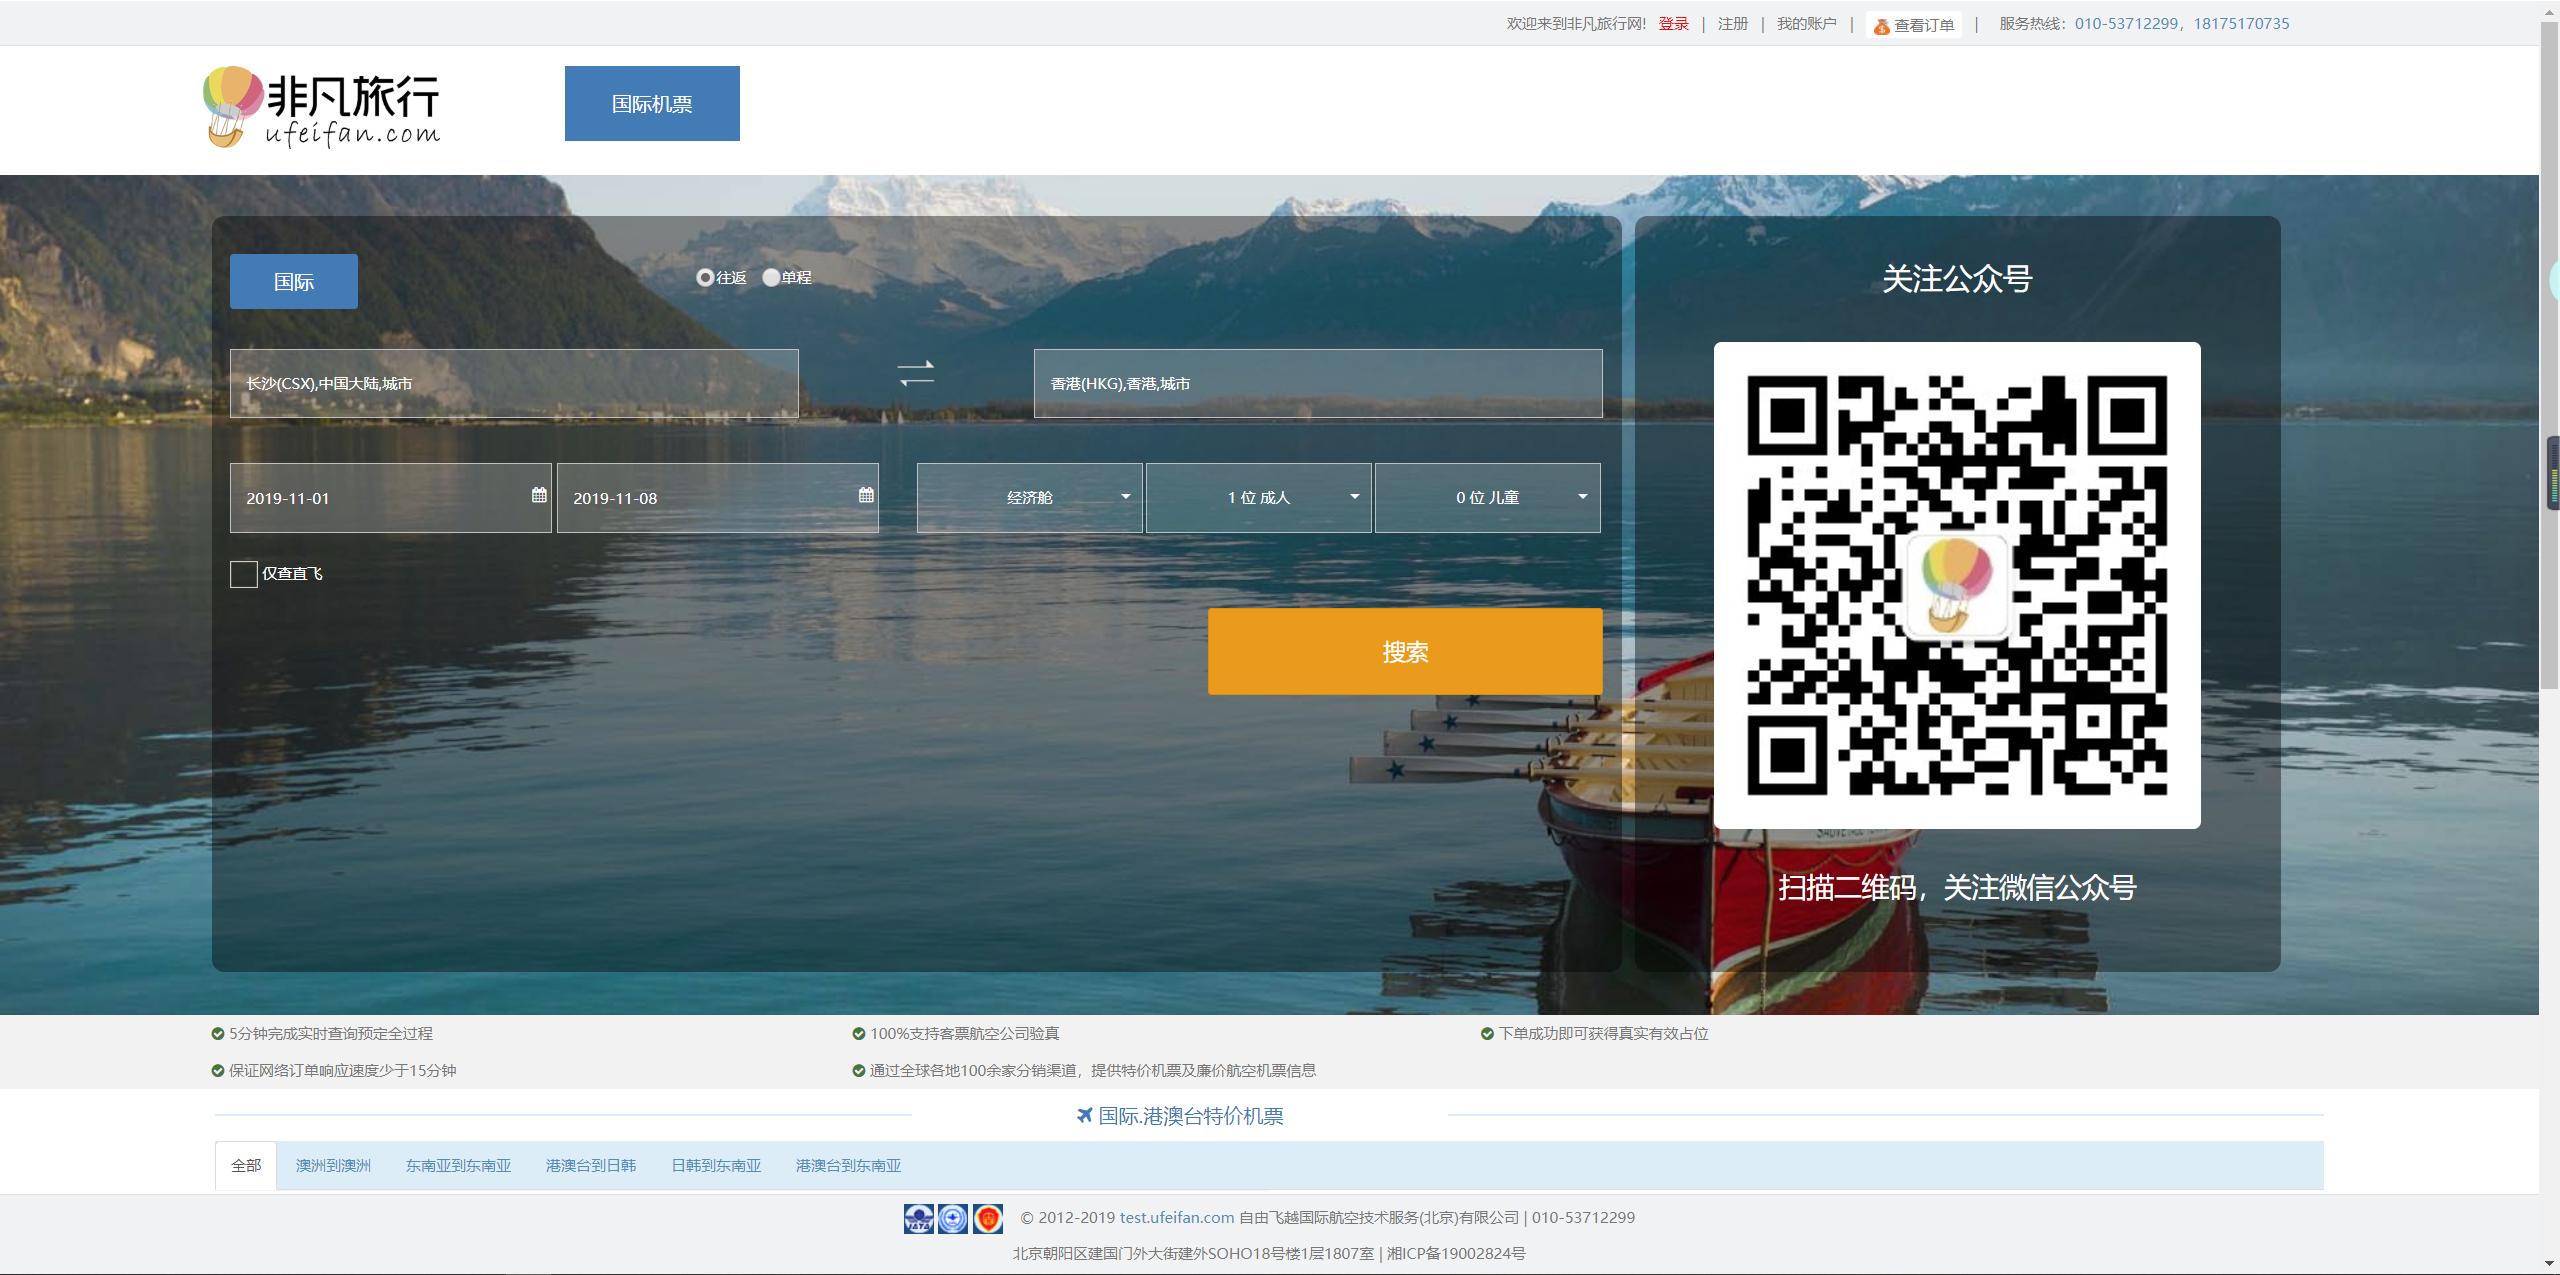 欢迎来到非凡旅行网! 登录 | 注册 | 我的账户 | 查看订单 | 服务热线：010-53712299，18175170735
非凡旅行
ufeifan.com
国际机票
国际
往返 单程
长沙(CSX),中国大陆,城市
香港(HKG),香港,城市
2019-11-01
2019-11-08
经济舱
1 位 成人
0 位 儿童
仅查直飞
搜索
关注公众号
扫描二维码，关注微信公众号
5分钟完成实时查询预定全过程
100%支持客票航空公司验真
下单成功即可获得真实有效占位
保证网络订单响应速度少于15分钟
通过全球各地100余家分销渠道，提供特价机票及廉价航空机票信息
国际.港澳台特价机票
全部 澳洲到澳洲 东南亚到东南亚 港澳台到日韩 日韩到东南亚 港澳台到东南亚
IATA
© 2012-2019 test.ufeifan.com 自由飞越国际航空技术服务(北京)有限公司 | 010-53712299
北京朝阳区建国门外大街建外SOHO18号楼1层1807室 | 湘ICP备19002824号